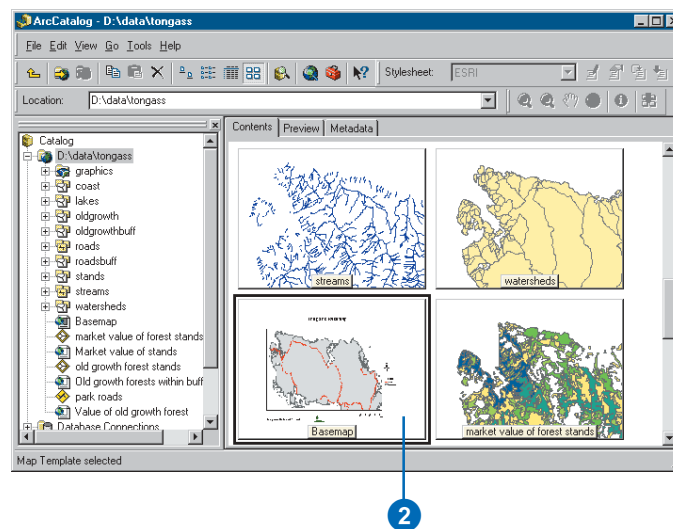 ArcCatalog - D:\data\tongass
File Edit View Go Tools Help
Stylesheet: ESRI
Location: D:\data\tongass
Contents Preview Metadata
Catalog
D:\data\tongass
graphics
coast
lakes
oldgrowth
oldgrowthbuff
roads
roadsbuff
stands
streams
watersheds
Basemap
market value of forest stands
Market value of stands
old growth forest stands
Old growth forests within buff
park roads
Value of old growth forest
Database Connections
streams
watersheds
Basemap
market value of forest stands
Map Template selected
2